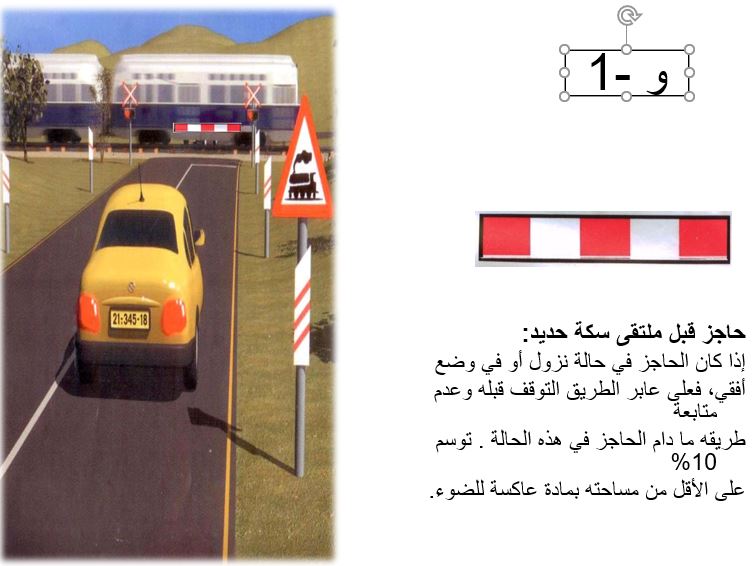 و -1
حاجز قبل ملتقى سكة حديد:
إذا كان الحاجز في حالة نزول أو في وضع
أفقي، فعلى عابر الطريق التوقف قبله وعدم
متابعة
طريقه ما دام الحاجز في هذه الحالة . توسم
10%
على الأقل من مساحته بمادة عاكسة للضوء.
21-345-18